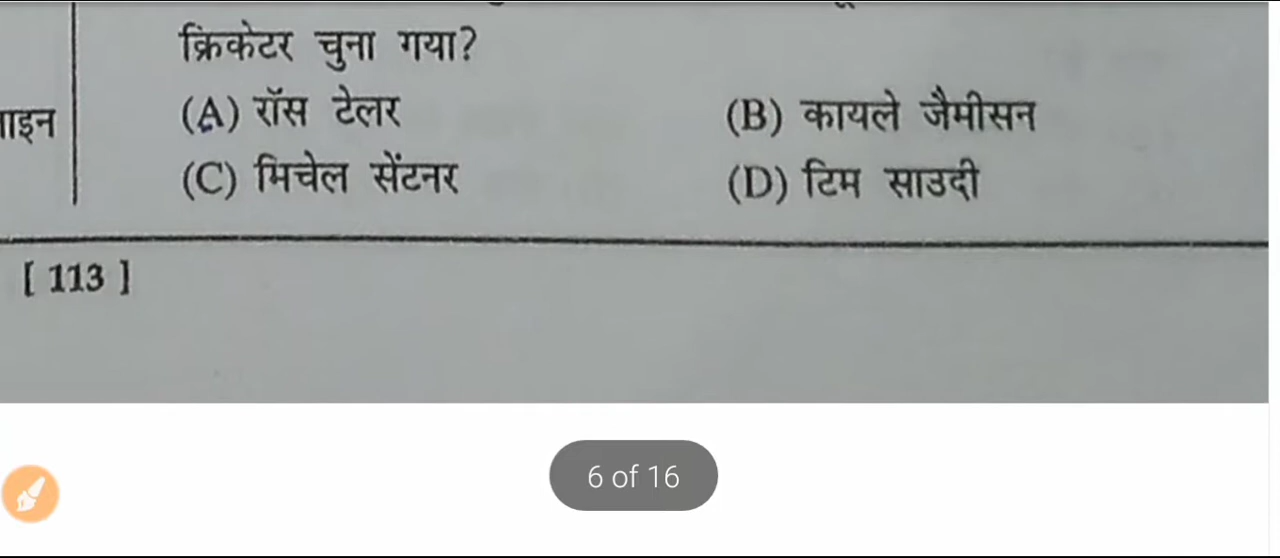 क्रिकेटर चुना गया?
(A) रॉस टेलर (B) कायले जैमीसन
ाइन
(C) मिचेल सेंटनर (D) टिम साउदी
[ 113 ]
6 of 16